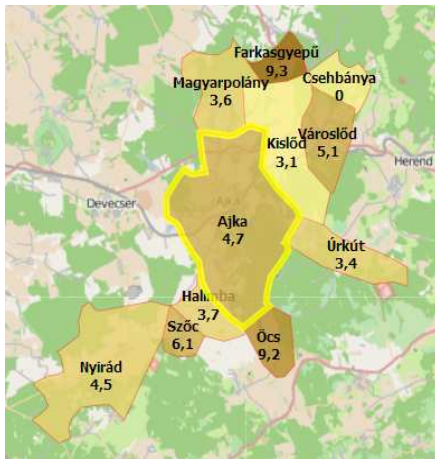 Farkasgyepű
9,3
Magyarpolány
3,6
Csehbánya
0
Városlőd
5,1
Kislőd
3,1
Herend
Devecser
Ajka
Ajka
4,7
Úrkút
3,4
Halimba
3,7
Szőc
6,1
Öcs
9,2
Nyirád
4,5